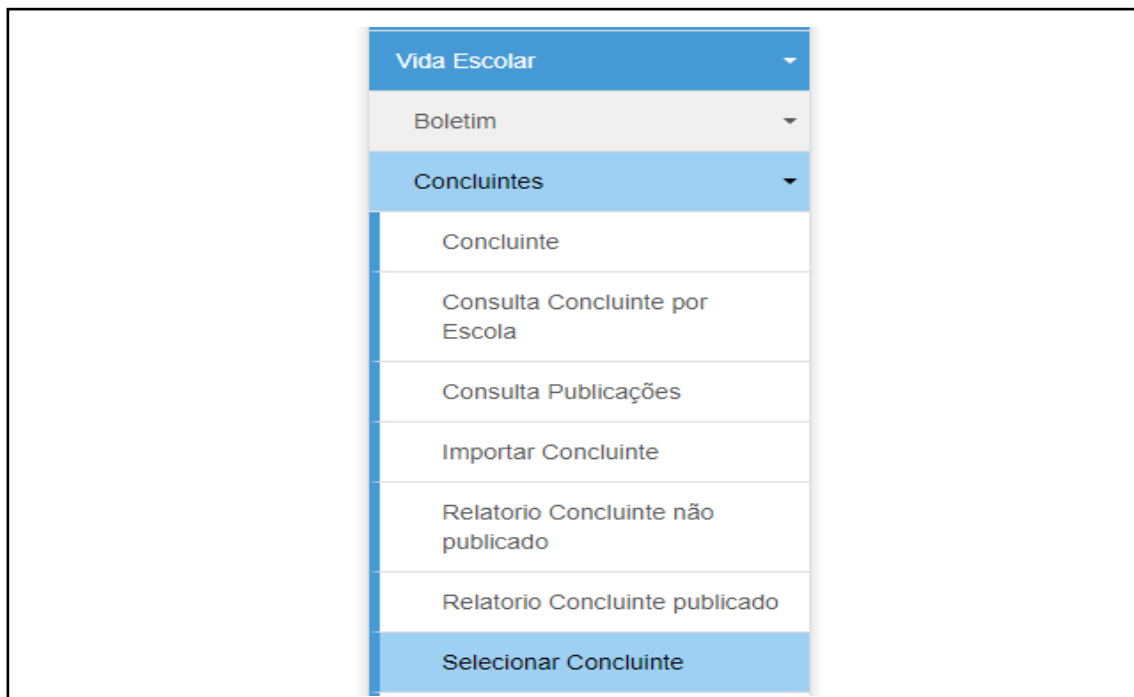 Vida Escolar
Boletim
Concluintes
Concluinte
Consulta Concluinte por
Escola
Consulta Publicações
Importar Concluinte
Relatorio Concluinte não
publicado
Relatorio Concluinte publicado
Selecionar Concluinte